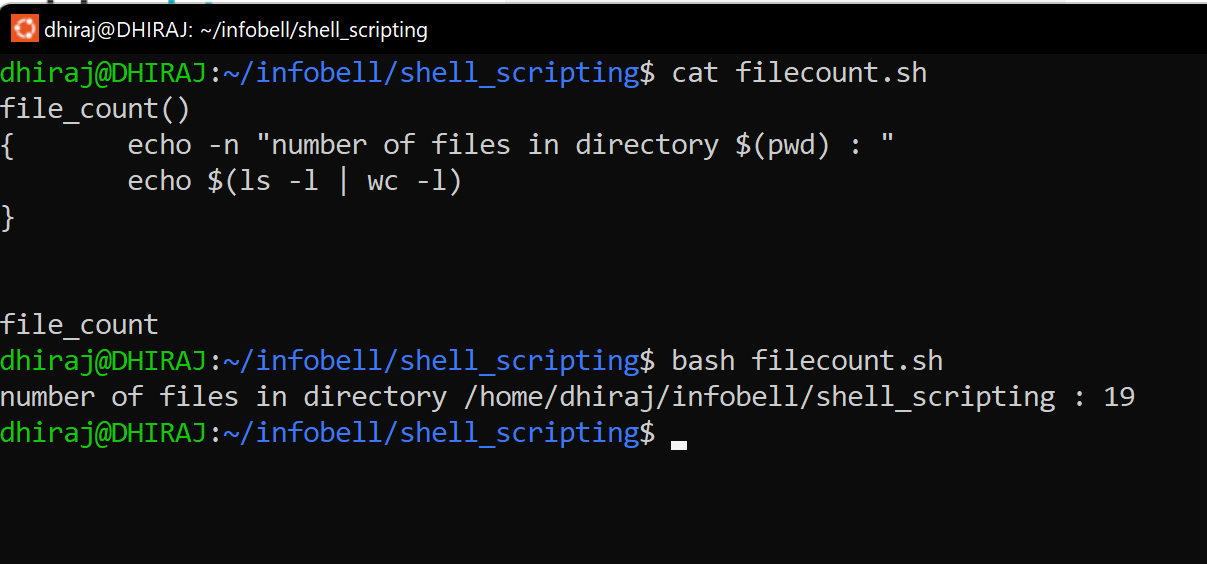 dhiraj@DHIRAJ: ~/infobell/shell_scripting
dhiraj@DHIRAJ:~/infobell/shell_scripting$ cat filecount.sh
file_count()
{       echo -n "number of files in directory $(pwd) : "
        echo $(ls -l | wc -l)
}
file_count
dhiraj@DHIRAJ:~/infobell/shell_scripting$ bash filecount.sh
number of files in directory /home/dhiraj/infobell/shell_scripting : 19
dhiraj@DHIRAJ:~/infobell/shell_scripting$